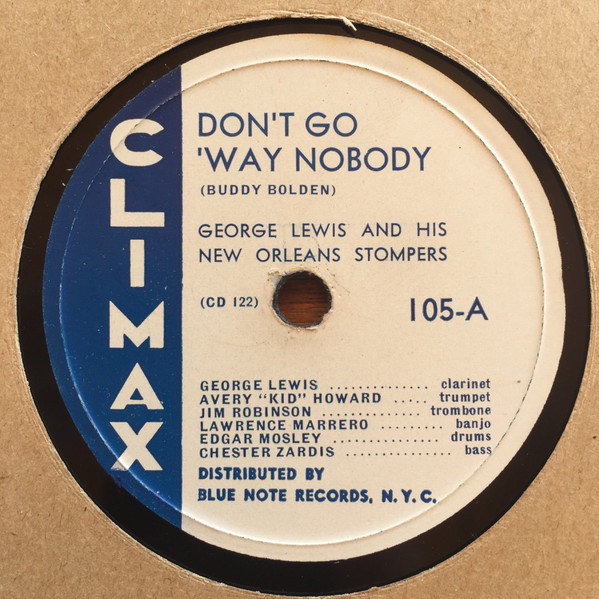 CLIMAX
DON'T GO
'WAY NOBODY
(BUDDY BOLDEN)
GEORGE LEWIS AND HIS
NEW ORLEANS STOMPERS
(CD 122)
105-A
GEORGE LEWIS .............. clarinet
AVERY "KID" HOWARD ..... trumpet
JIM ROBINSON .............. trombone
LAWRENCE MARRERO ......... banjo
EDGAR MOSLEY ............... drums
CHESTER ZARDIS .............. bass
DISTRIBUTED BY
BLUE NOTE RECORDS, N.Y.C.